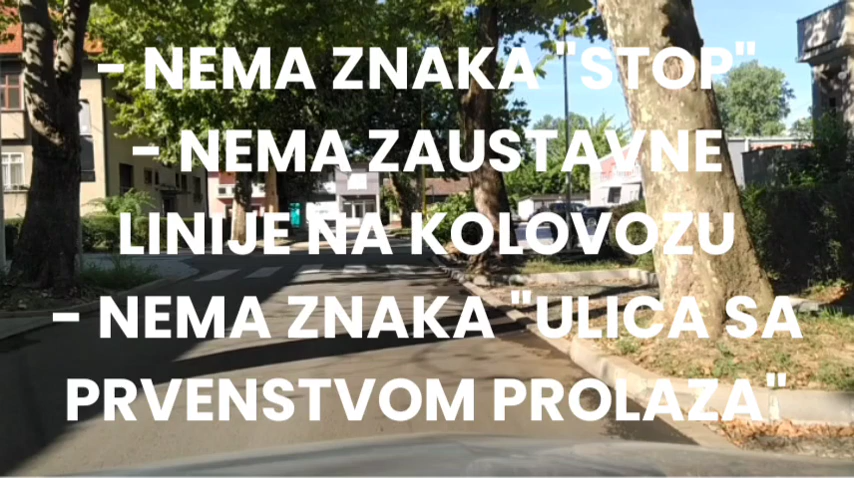 - NEMA ZNAKA "STOP"
- NEMA ZAUSTAVNE
LINIJE NA KOLOVOZU
- NEMA ZNAKA "ULICA SA
PRVENSTVOM PROLAZA"